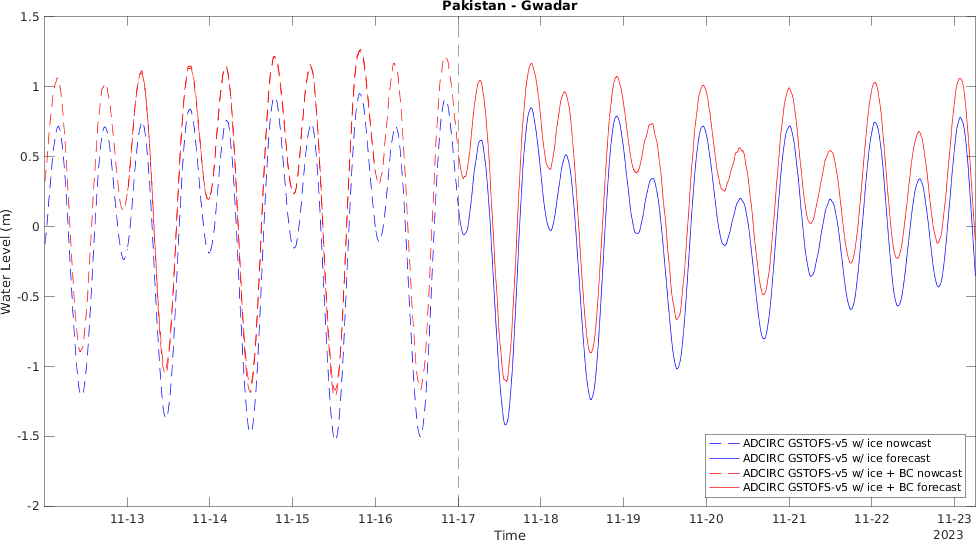 Pakistan - Gwadar
1.5
1
0.5
0
-0.5
-1
-1.5
-2
Water Level (m)
11-13
11-14
11-15
11-16
11-17
11-18
11-19
11-20
11-21
11-22
11-23
2023
Time
ADCIRC GSTOFS-v5 w/ ice nowcast
ADCIRC GSTOFS-v5 w/ ice forecast
ADCIRC GSTOFS-v5 w/ ice + BC nowcast
ADCIRC GSTOFS-v5 w/ ice + BC forecast